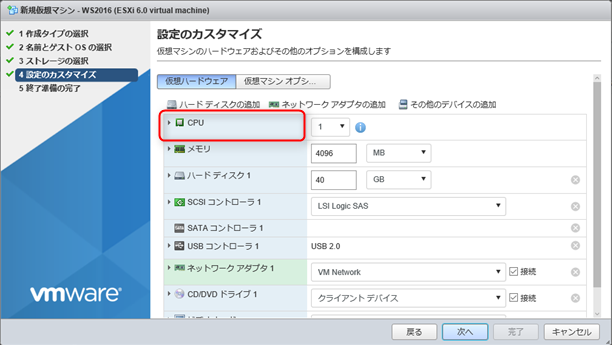 新規仮想マシン - WS2016 (ESXi 6.0 virtual machine)
1 作成タイプの選択
2 名前とゲスト OS の選択
3 ストレージの選択
4 設定のカスタマイズ
5 終了準備の完了
設定のカスタマイズ
仮想マシンのハードウェアおよびその他のオプションを構成します
仮想ハードウェア 仮想マシン オプシ...
ハード ディスクの追加 ネットワーク アダプタの追加 その他のデバイスの追加
CPU 1
メモリ 4096 MB
ハード ディスク 1 40 GB
SCSI コントローラ 1 LSI Logic SAS
SATA コントローラ 1
USB コントローラ 1 USB 2.0
ネットワーク アダプタ 1 VM Network 接続
CD/DVD ドライブ 1 クライアント デバイス 接続
vmware®
戻る 次へ 完了 キャンセル